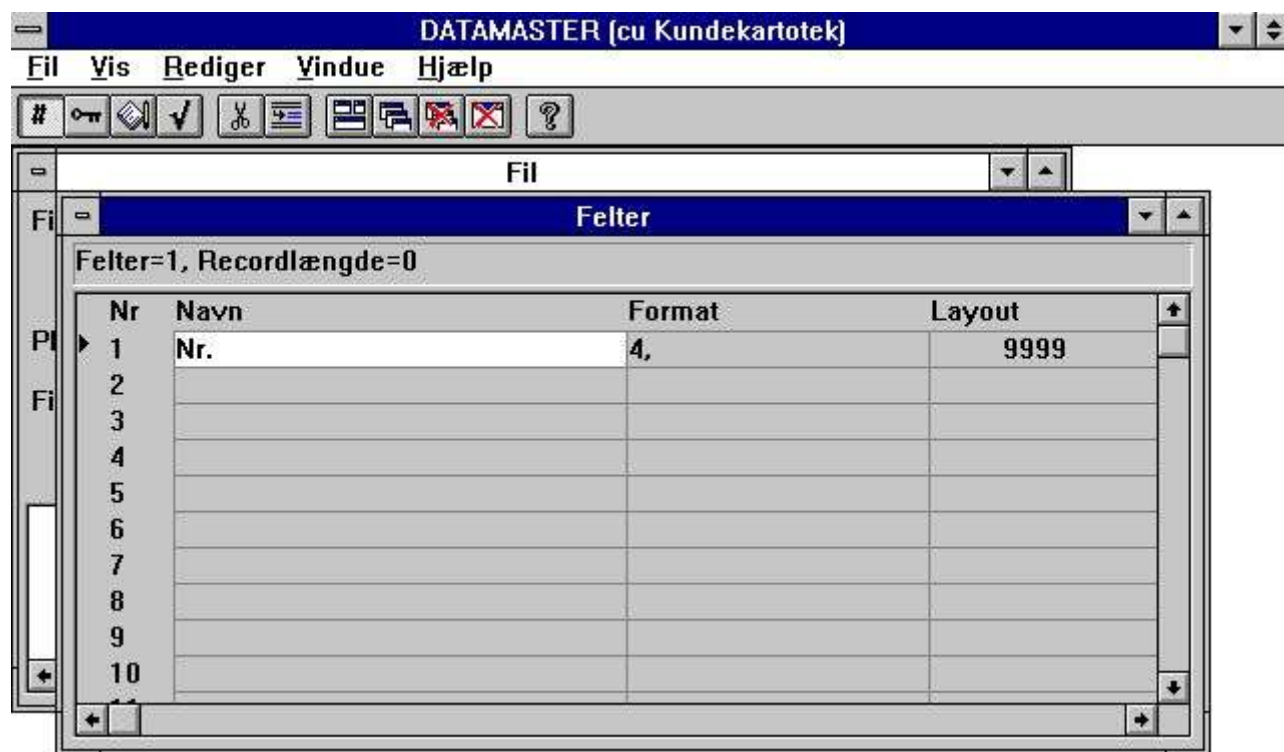 DATAMASTER (cu Kundekartotek)
Fil Vis Rediger Vindue Hjælp
# ?
Fil
Fi
Felter
Felter=1, Recordlængde=0
Nr Navn Format Layout
1 Nr. 4, 9999
2
3
4
5
6
7
8
9
10